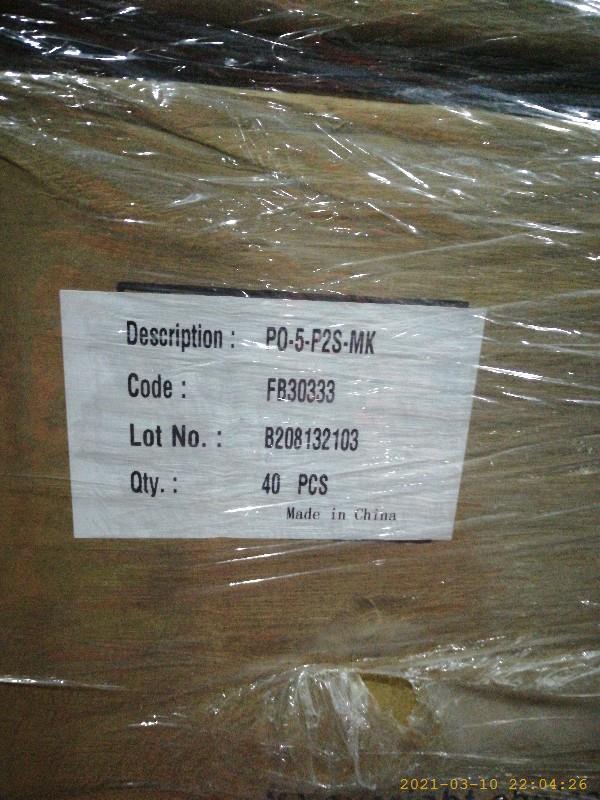 Description : PO-5-P2S-MK
Code : FB30333
Lot No. : B208132103
Qty. : 40 PCS
Made in China
2021-03-10 22:04:26